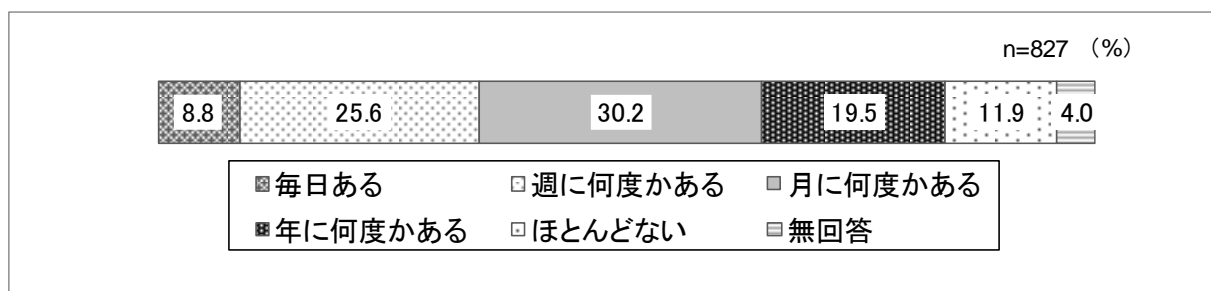 n=827 (%)
8.8 25.6 30.2 19.5 11.9 4.0
毎日ある 週に何度かある 月に何度かある
年に何度かある ほとんどない 無回答